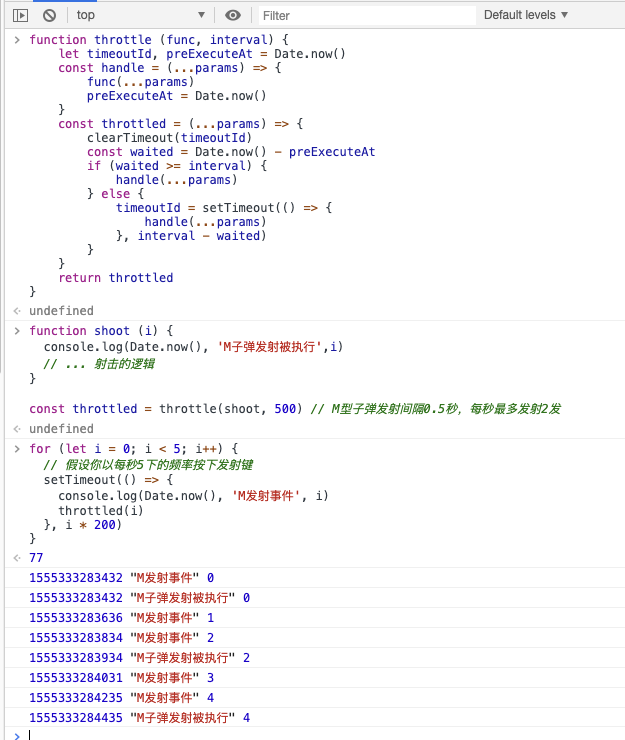 top
Filter
Default levels
function throttle (func, interval) {
let timeoutId, preExecuteAt = Date.now()
const handle = (...params) => {
func(...params)
preExecuteAt = Date.now()
}
const throttled = (...params) => {
clearTimeout(timeoutId)
const waited = Date.now() - preExecuteAt
if (waited >= interval) {
handle(...params)
} else {
timeoutId = setTimeout(() => {
handle(...params)
}, interval - waited)
}
}
return throttled
}
undefined
function shoot (i) {
console.log(Date.now(), 'M子弹发射被执行',i)
// ... 射击的逻辑
}
const throttled = throttle(shoot, 500) // M型子弹发射间隔0.5秒，每秒最多发射2发
undefined
for (let i = 0; i < 5; i++) {
// 假设你以每秒5下的频率按下发射键
setTimeout(() => {
console.log(Date.now(), 'M发射事件', i)
throttled(i)
}, i * 200)
}
77
1555333283432 "M发射事件" 0
1555333283432 "M子弹发射被执行" 0
1555333283636 "M发射事件" 1
1555333283834 "M发射事件" 2
1555333283934 "M子弹发射被执行" 2
1555333284031 "M发射事件" 3
1555333284235 "M发射事件" 4
1555333284435 "M子弹发射被执行" 4